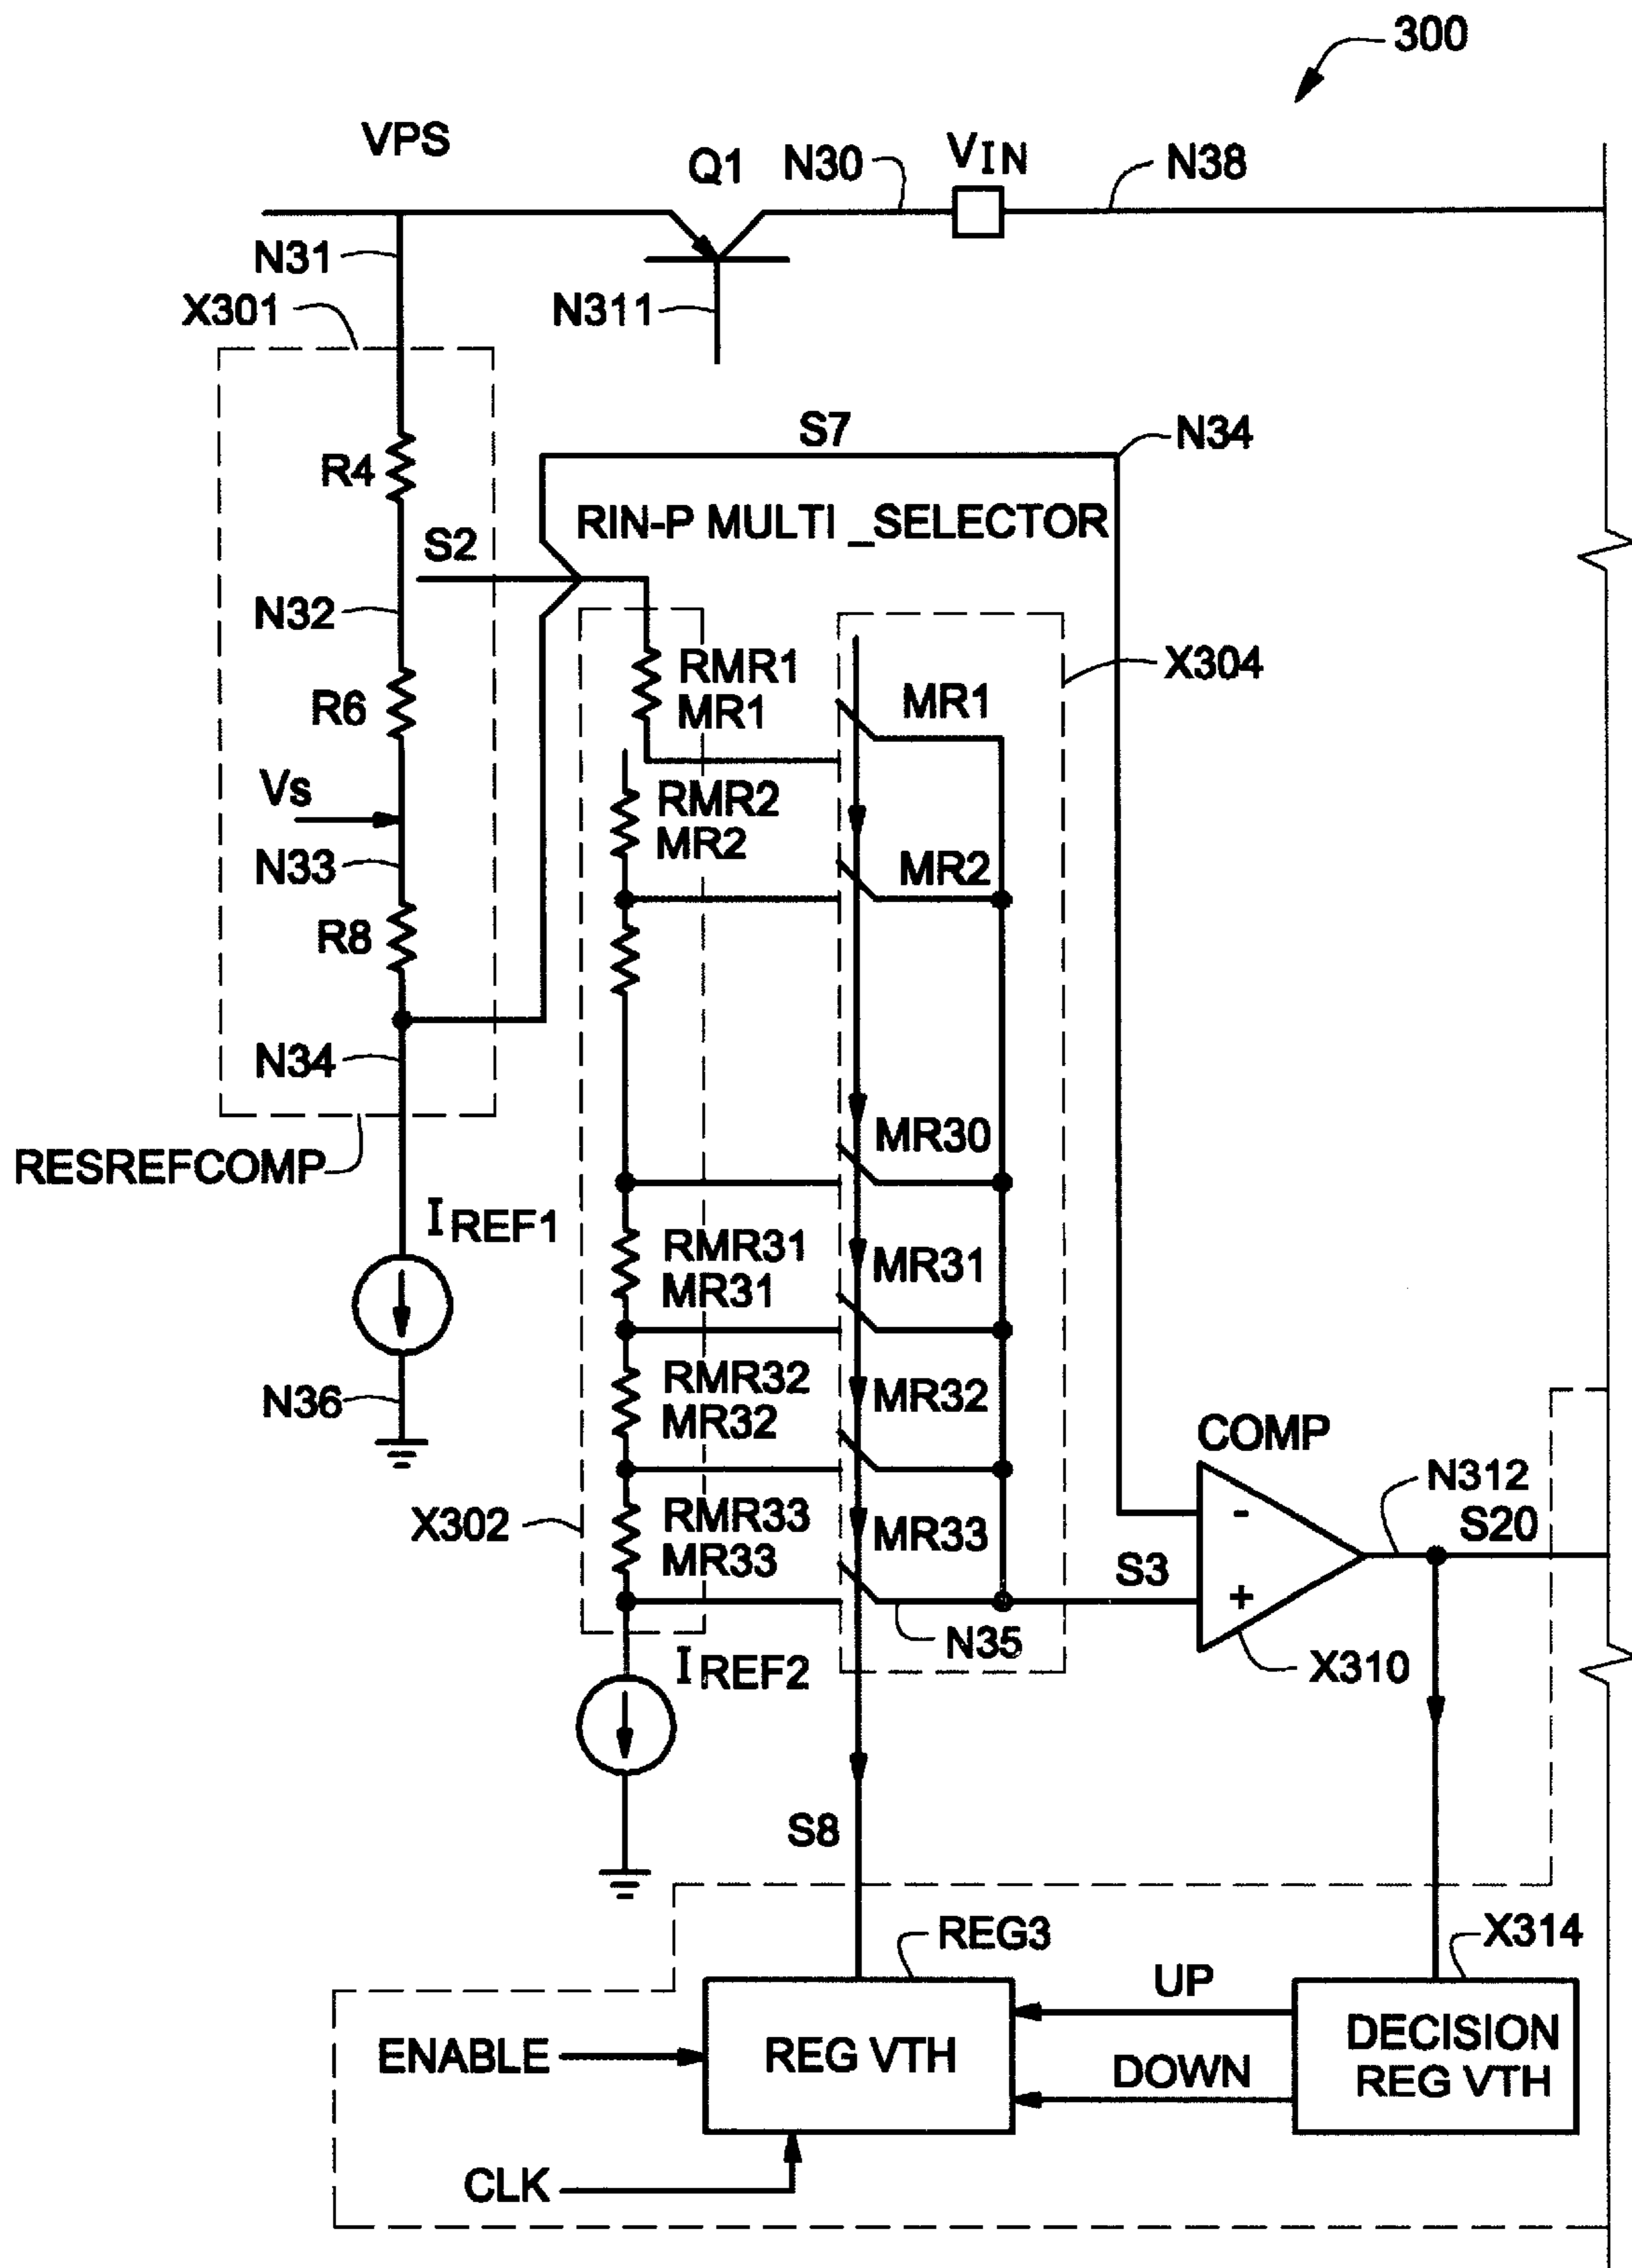 300
VPS
Q1
N30
VIN
N38
N31
X301
N311
S7
N34
R4
RIN-P MULTI _SELECTOR
S2
N32
RMR1
MR1
MR1
X304
R6
Vs
RMR2
MR2
MR2
N33
R8
N34
RESREFCOMP
MR30
IREF1
RMR31
MR31
MR31
N36
RMR32
MR32
MR32
COMP
N312
S20
X302
RMR33
MR33
MR33
-
S3
+
N35
X310
IREF2
S8
REG3
X314
UP
ENABLE
REG VTH
DECISION
REG VTH
DOWN
CLK